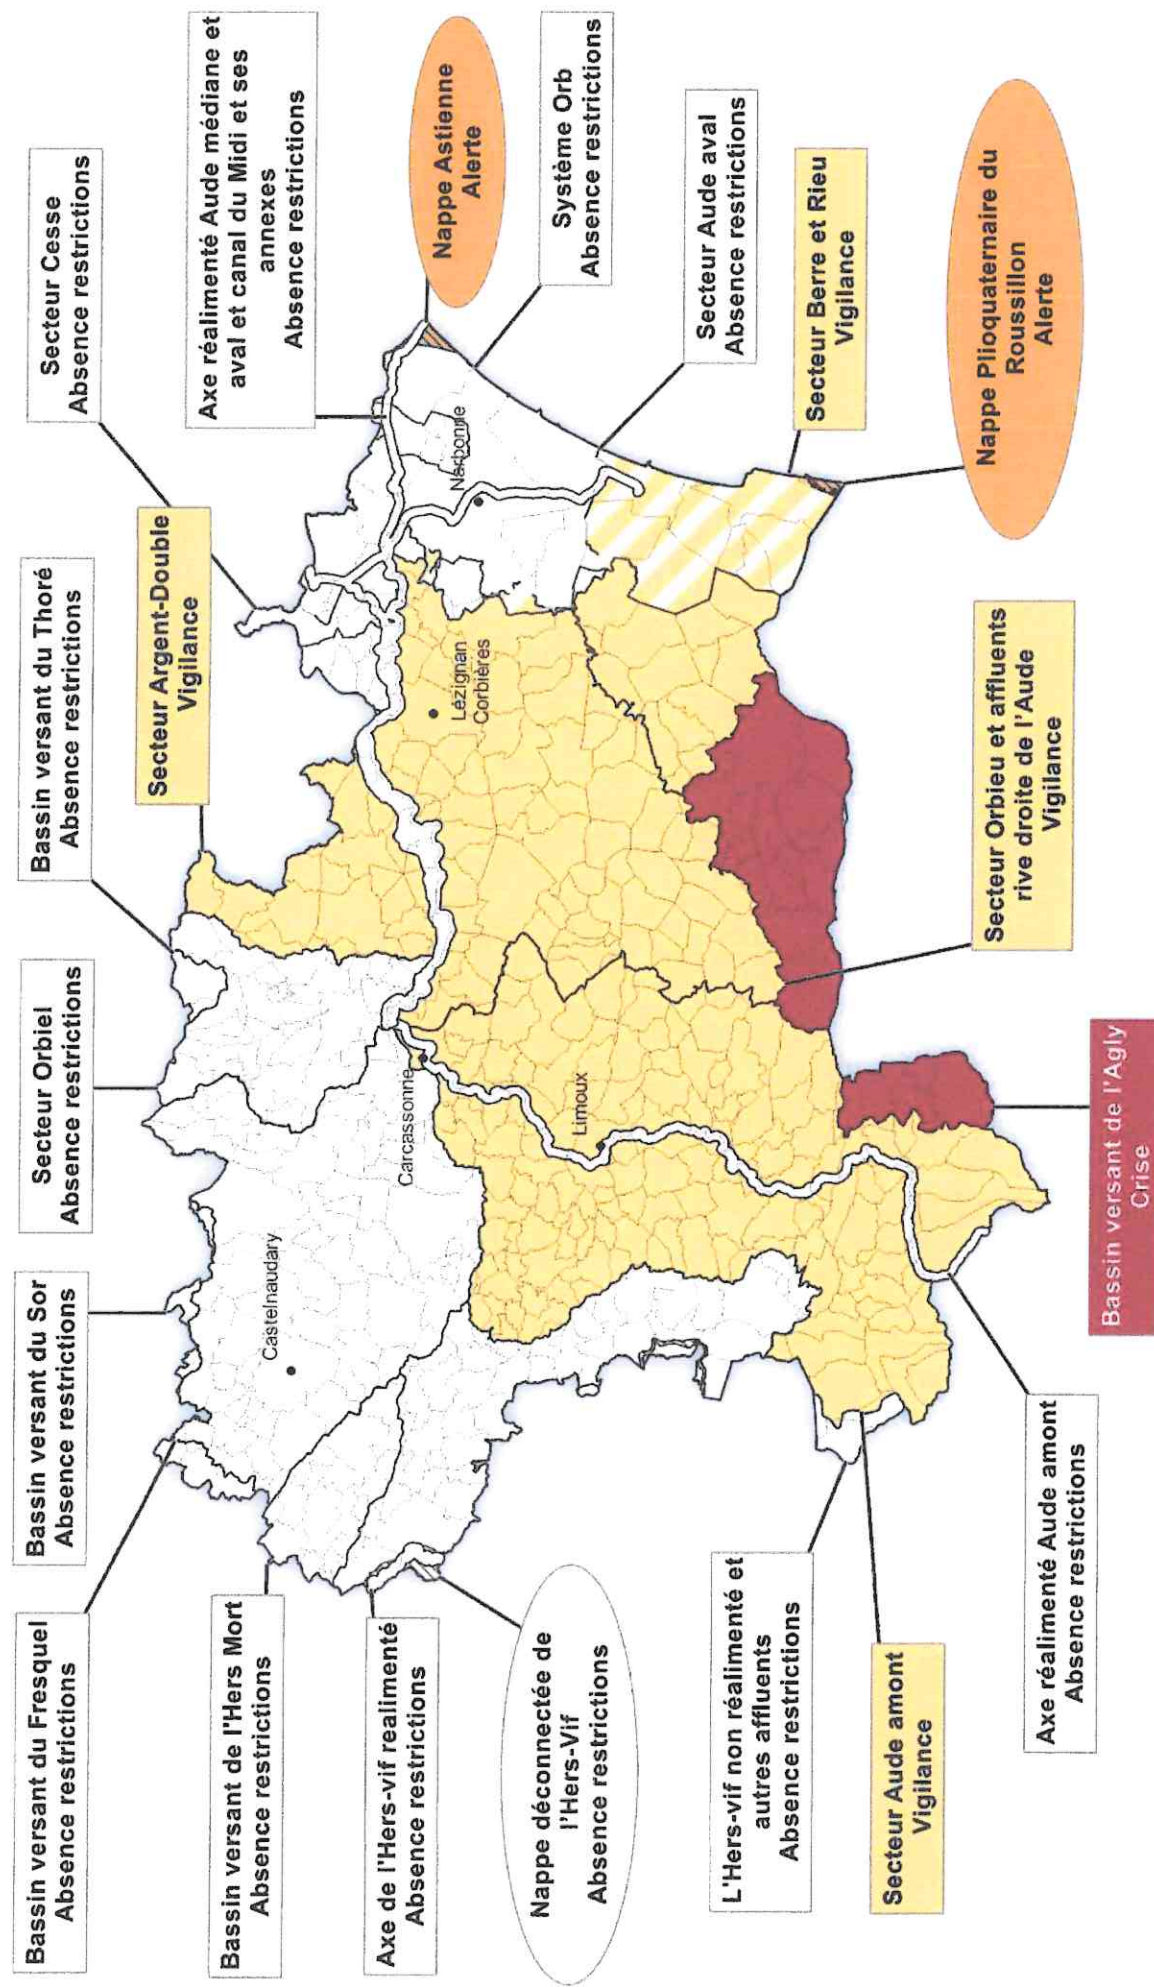 Bassin versant du Fresquel
Absence restrictions
Bassin versant du Sor
Absence restrictions
Secteur Orbiel
Absence restrictions
Bassin versant du Thoré
Absence restrictions
Secteur Argent-Double
Vigilance
Secteur Cesse
Absence restrictions
Axe réalimenté Aude médiane et
aval et canal du Midi et ses
annexes
Absence restrictions
Nappe Astienne
Alerte
Système Orb
Absence restrictions
Secteur Aude aval
Absence restrictions
Secteur Berre et Rieu
Vigilance
Nappe Plioquaternaire du
Roussillon
Alerte
Secteur Orbieu et affluents
rive droite de l'Aude
Vigilance
Bassin versant de l'Agly
Crise
Axe réalimenté Aude amont
Absence restrictions
Secteur Aude amont
Vigilance
L'Hers-vif non réalimenté et
autres affluents
Absence restrictions
Nappe déconnectée de
l'Hers-Vif
Absence restrictions
Axe de l'Hers-vif realimenté
Absence restrictions
Bassin versant de l'Hers Mort
Absence restrictions
Castelnaudary
Carcassonne
Limoux
Lézignan
Corbières
Narbonne